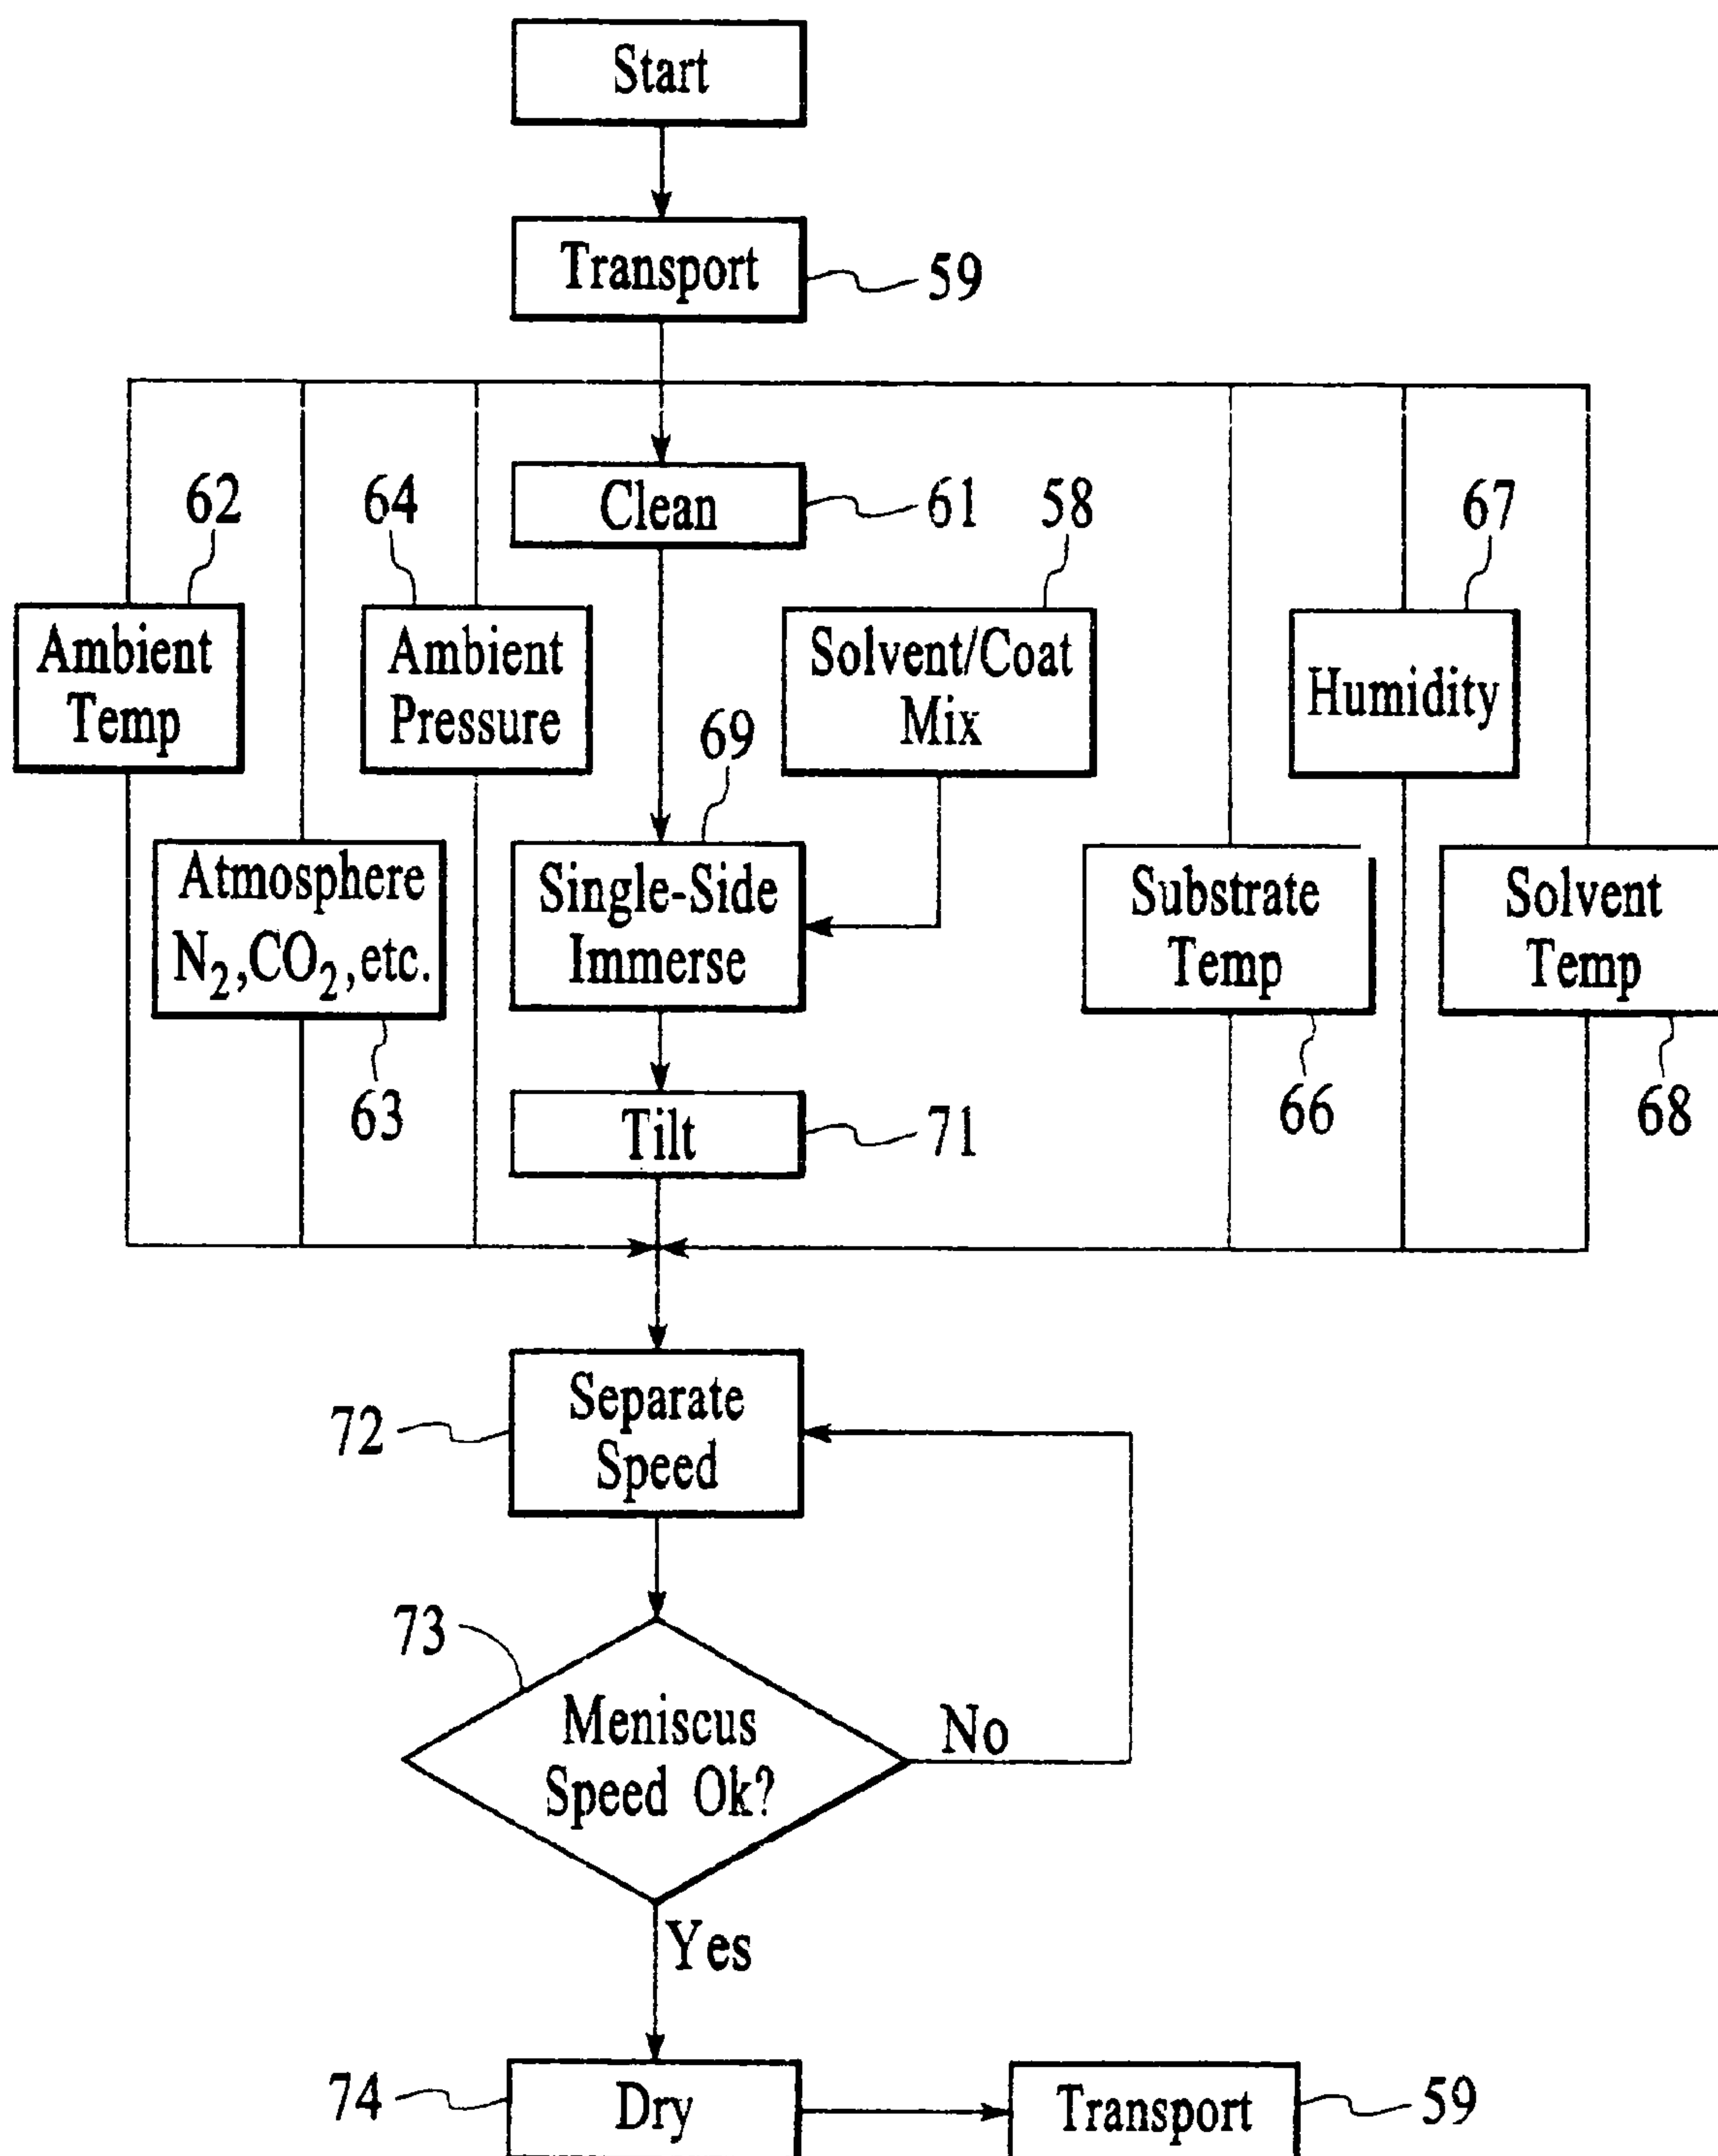 Start
Transport
59
Clean
61
62
64
58
67
Ambient
Temp
Ambient
Pressure
Solvent/Coat
Mix
Humidity
69
Atmosphere
N₂,CO₂,etc.
Single-Side
Immerse
Substrate
Temp
Solvent
Temp
63
66
68
Tilt
71
Separate
Speed
72
73
Meniscus
Speed Ok?
No
Yes
74
Dry
Transport
59